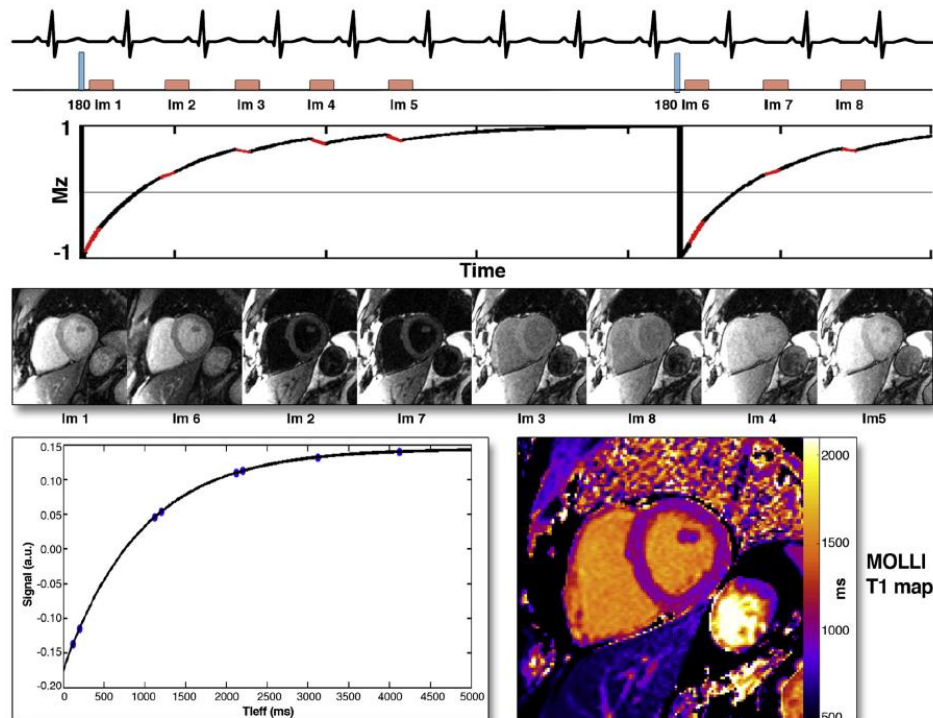 180 Im 1 Im 2 Im 3 Im 4 Im 5 180 Im 6 Im 7 Im 8
1
Mz
-1
Time
Im 1 Im 6 Im 2 Im 7 Im 3 Im 8 Im 4 Im5
0.15
0.10
0.05
0.00
-0.05
-0.10
-0.15
-0.20
Signal (a.u.)
0 500 1000 1500 2000 2500 3000 3500 4000 4500 5000
TIeff (ms)
2000
1500
1000
500
ms
MOLLI
T1 map